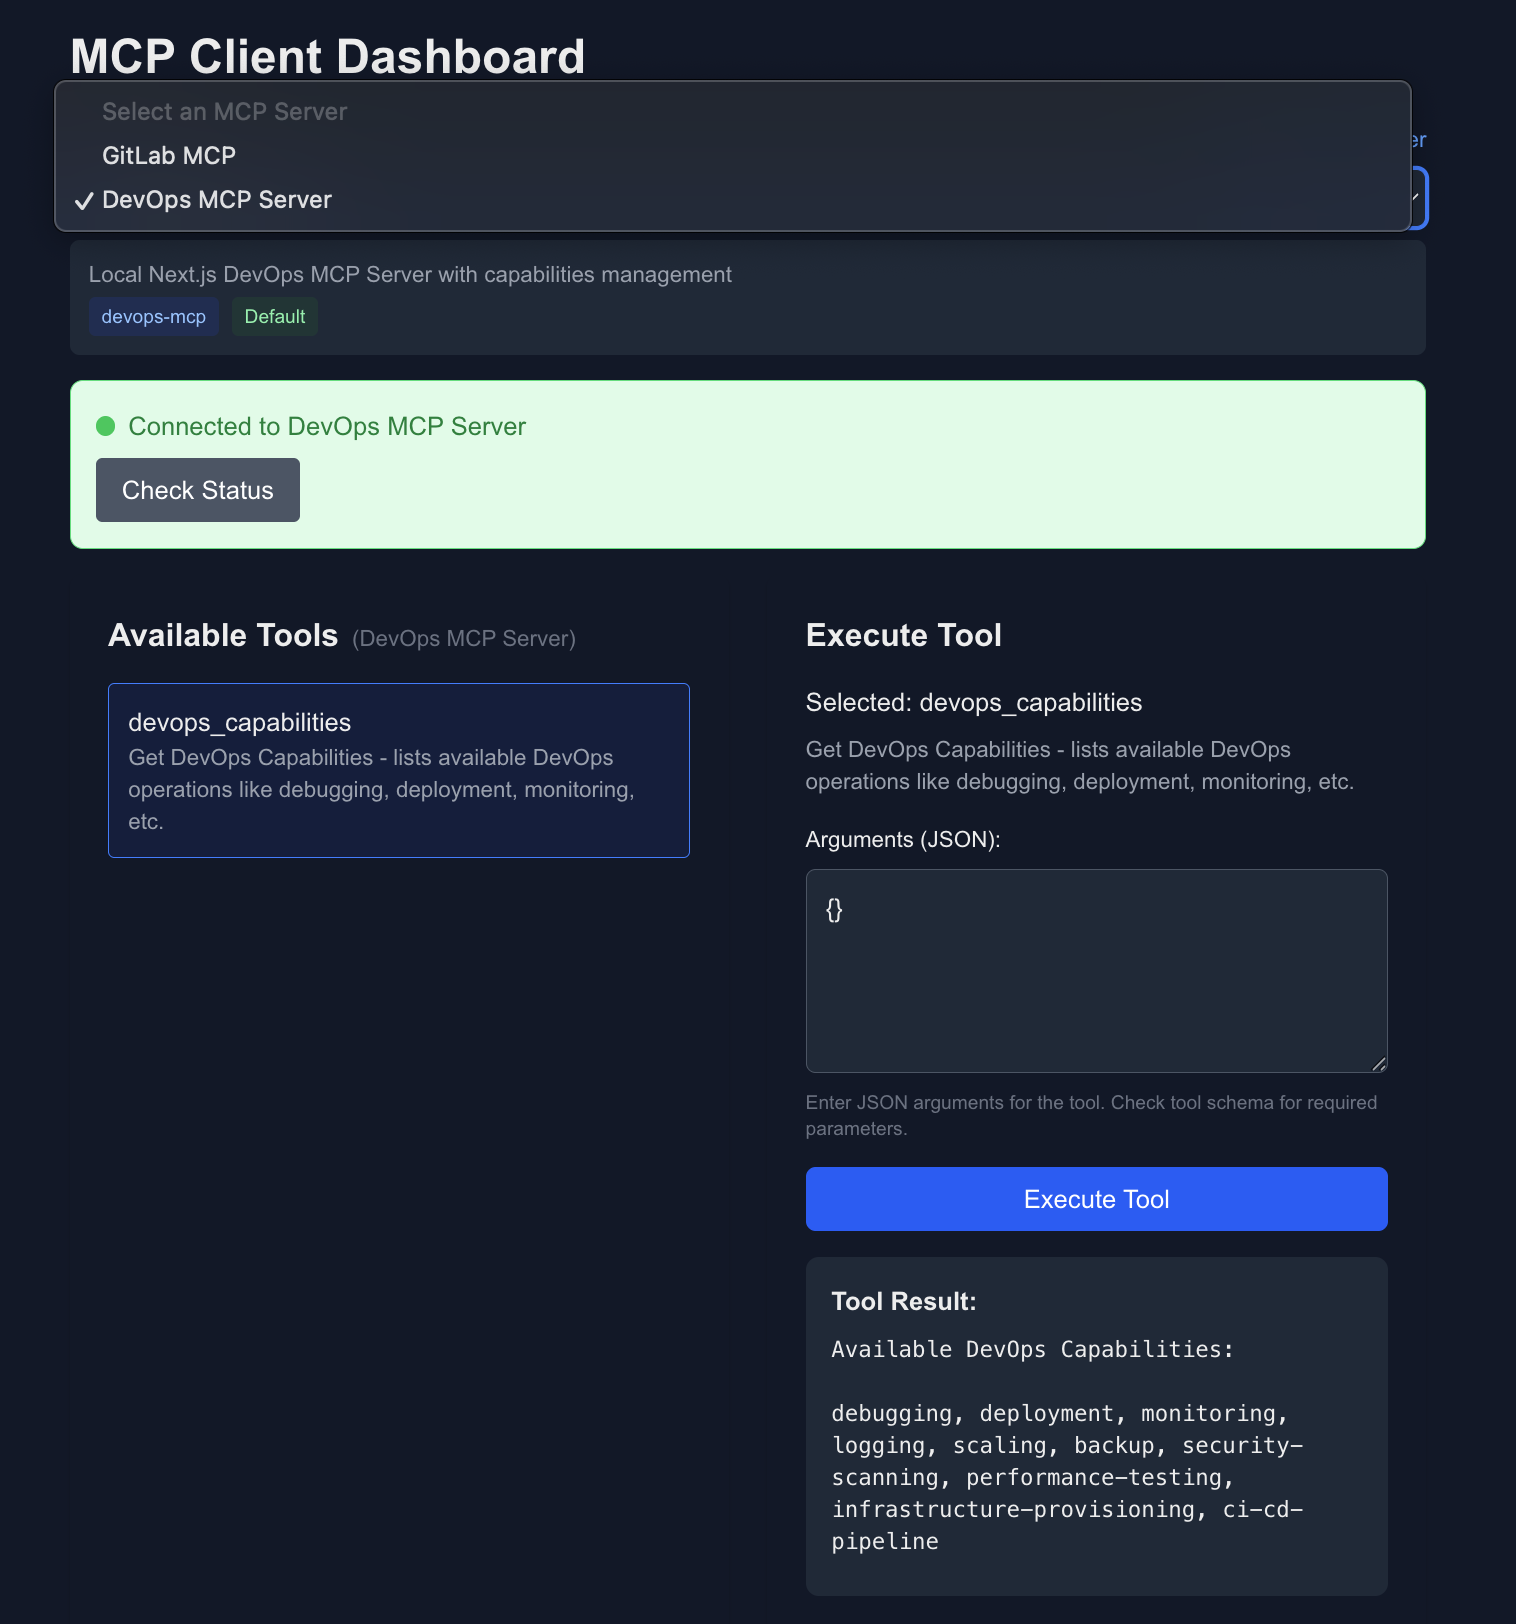 MCP Client Dashboard
Select an MCP Server
GitLab MCP
✓ DevOps MCP Server
Local Next.js DevOps MCP Server with capabilities management
devops-mcp Default
Connected to DevOps MCP Server
Check Status
Available Tools (DevOps MCP Server)
devops_capabilities
Get DevOps Capabilities - lists available DevOps
operations like debugging, deployment, monitoring,
etc.
Execute Tool
Selected: devops_capabilities
Get DevOps Capabilities - lists available DevOps
operations like debugging, deployment, monitoring, etc.
Arguments (JSON):
{}
Enter JSON arguments for the tool. Check tool schema for required
parameters.
Execute Tool
Tool Result:
Available DevOps Capabilities:
debugging, deployment, monitoring,
logging, scaling, backup, security-
scanning, performance-testing,
infrastructure-provisioning, ci-cd-
pipeline